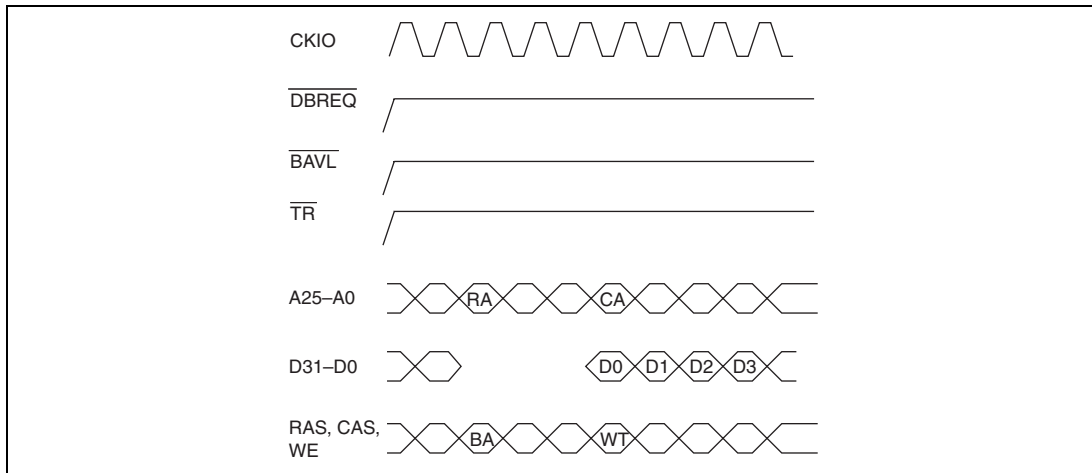 CKIO
DBREQ
BAVL
TR
A25–A0 RA CA
D31–D0 D0 D1 D2 D3
RAS, CAS,
WE BA WT